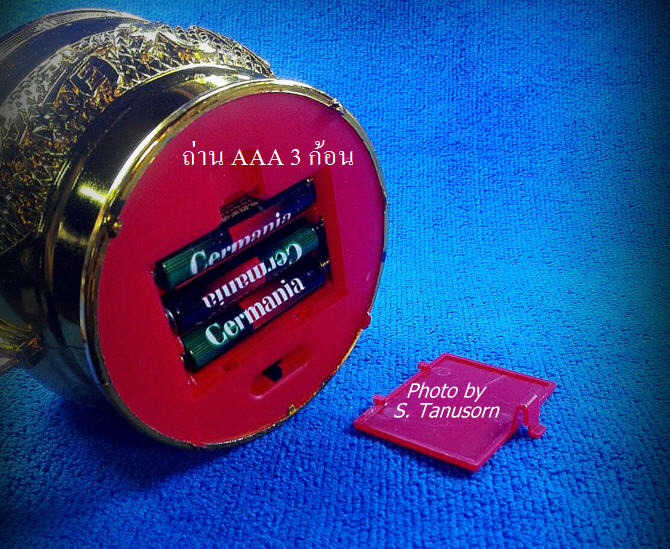 ถ่าน AAA 3 ก้อน
Germania
Germania
Germania
Photo by
S. Tanusorn